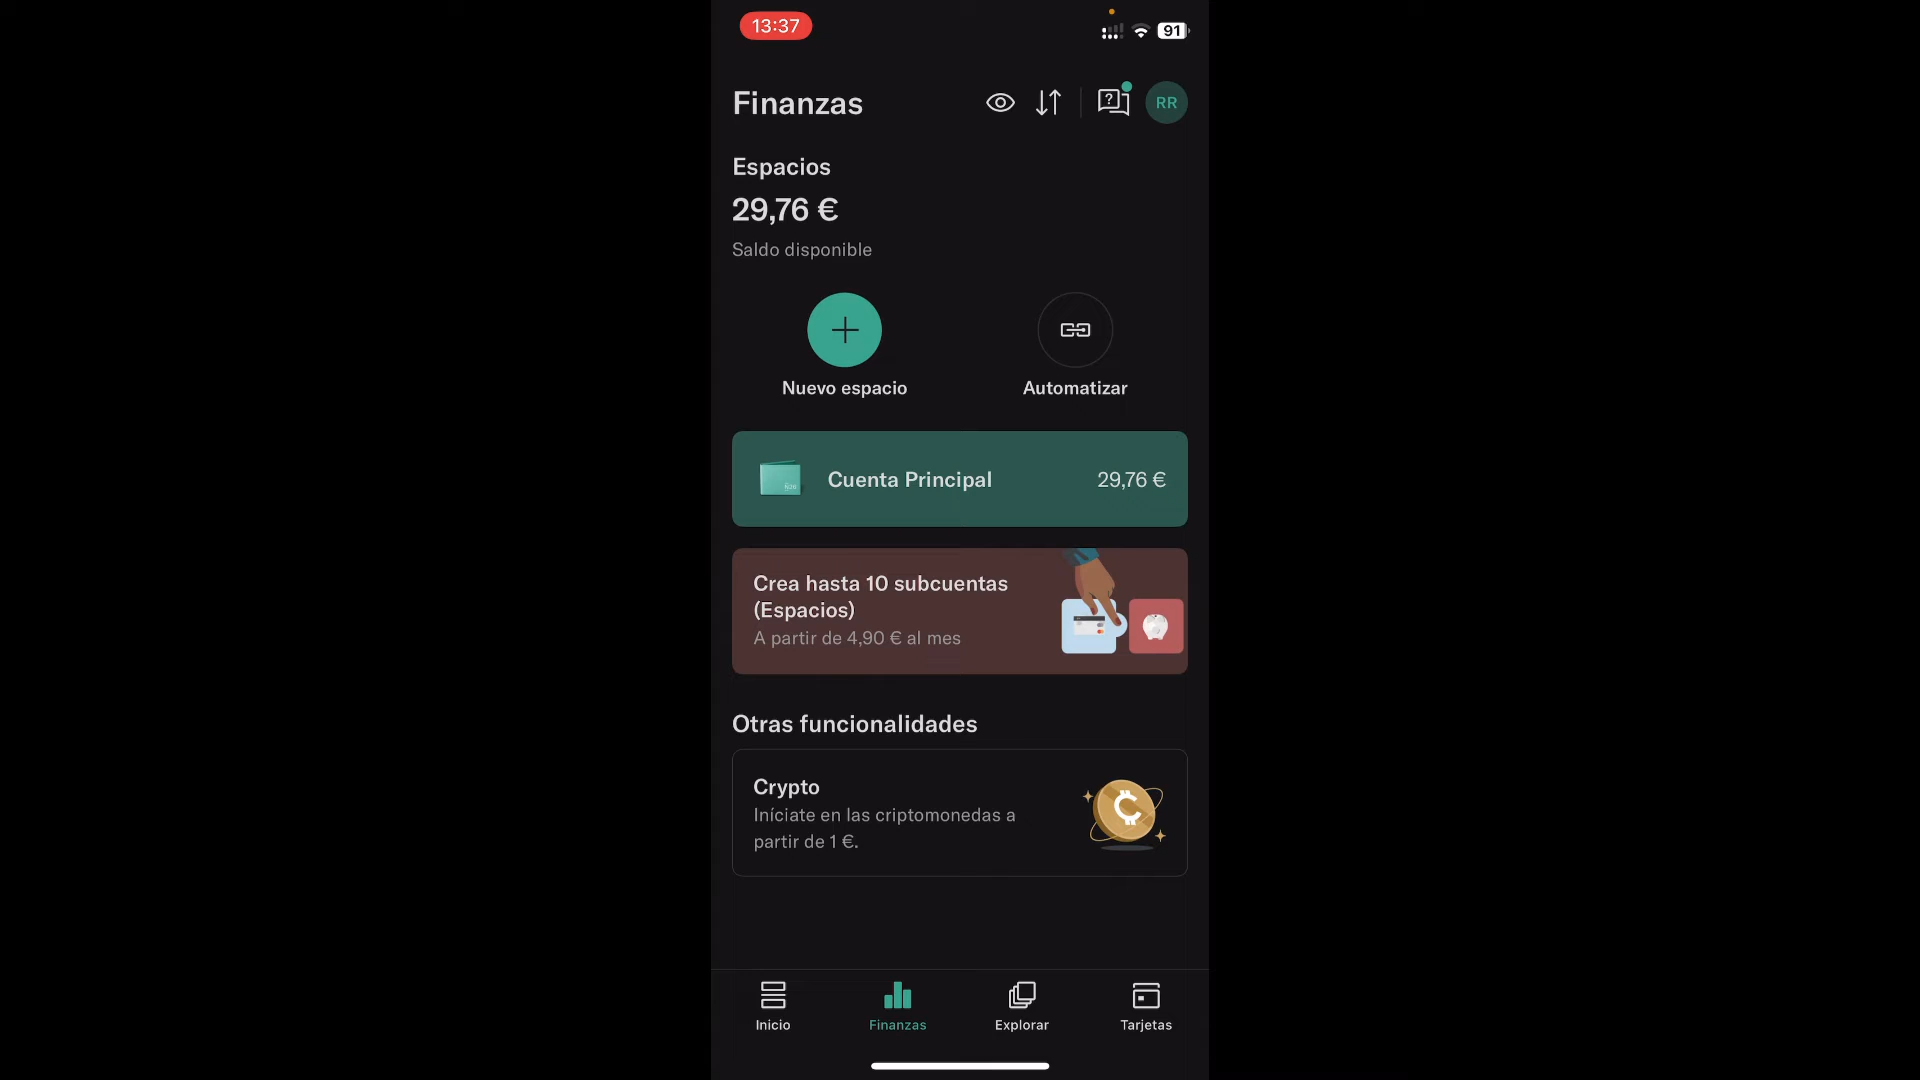 13:37
91
Finanzas
?
RR
Espacios
29,76 €
Saldo disponible
Nuevo espacio
Automatizar
Cuenta Principal
29,76 €
Crea hasta 10 subcuentas
(Espacios)
A partir de 4,90 € al mes
Otras funcionalidades
Crypto
Iníciate en las criptomonedas a
partir de 1 €.
Inicio
Finanzas
Explorar
Tarjetas